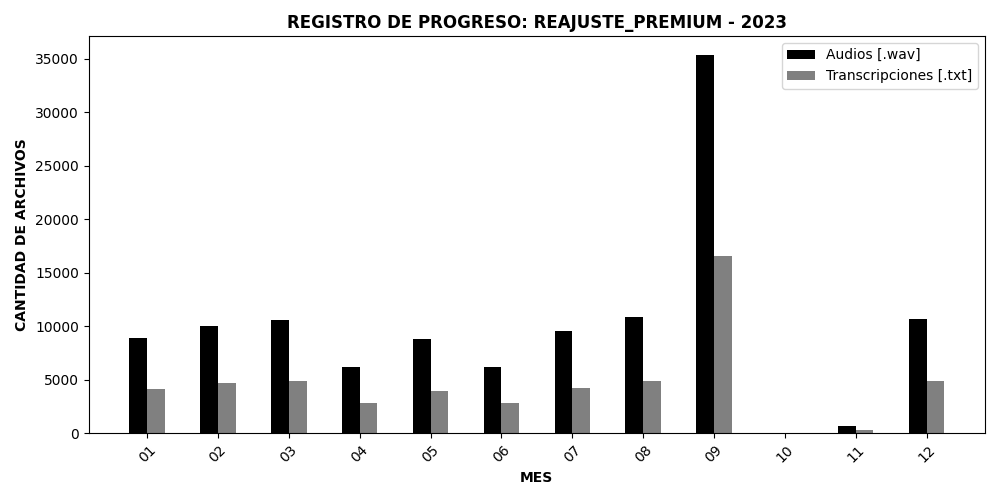 REGISTRO DE PROGRESO: REAJUSTE_PREMIUM - 2023
Audios [.wav]
Transcripciones [.txt]
CANTIDAD DE ARCHIVOS
35000
30000
25000
20000
15000
10000
5000
0
01 02 03 04 05 06 07 08 09 10 11 12
MES